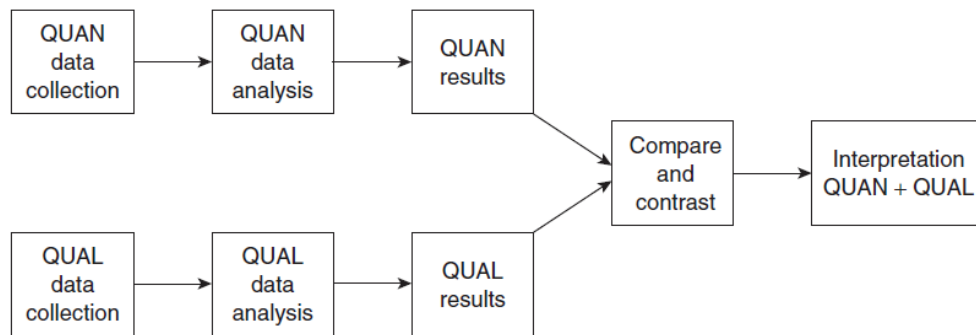 QUAN
data
collection
QUAN
data
analysis
QUAN
results
Compare
and
contrast
Interpretation
QUAN + QUAL
QUAL
data
collection
QUAL
data
analysis
QUAL
results